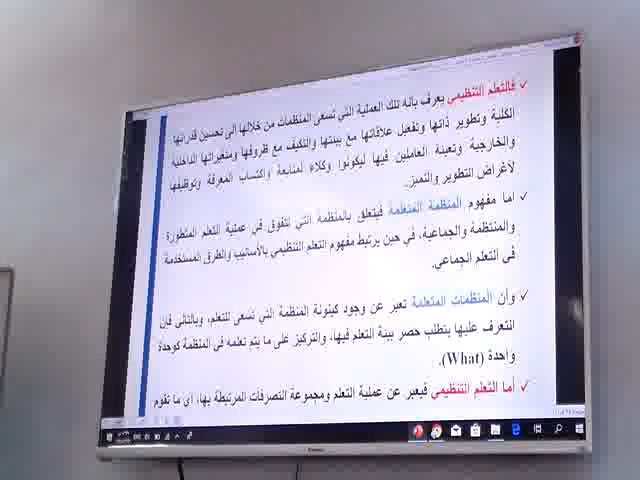 ✓ فالتعلم التنظيمي يعرف بأنه تلك العملية التي تسعى المنظمات من خلالها الى تحسين قدراتها
الكلية وتطوير ذاتها وتفعيل علاقاتها مع بيئتها والتكيف مع ظروفها ومتغيراتها الداخلية
والخارجية وتعبئة العاملين فيها ليكونوا وكلاء لمتابعة واكتساب المعرفة وتوظيفها
لأغراض التطوير والتميز.
✓ اما مفهوم المنظمة المتعلمة فيتعلق بالمنظمة التي تتفوق في عملية التعلم المتطورة
والمنتظمة والجماعية، في حين يرتبط مفهوم التعلم التنظيمي بالأساليب والطرق المستخدمة
في التعلم الجماعي.
✓ وأن المنظمات المتعلمة تعبر عن وجود كينونة المنظمة التي تسعى للتعلم، وبالتالي فإن
التعرف عليها يتطلب حصر بيئة التعلم فيها، والتركيز على ما يتم تعلمه في المنظمة كوحدة
واحدة (What).
✓ أما التعلم التنظيمي فيعبر عن عملية التعلم ومجموعة التصرفات المرتبطة بها، أي ما تقوم